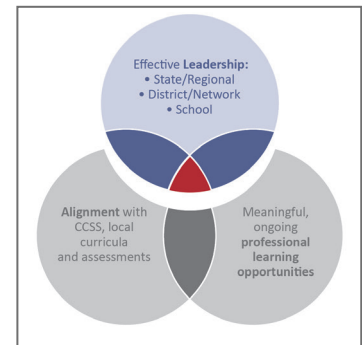 Effective Leadership:
• State/Regional
• District/Network
• School
Alignment with
CCSS, local
curricula
and assessments
Meaningful,
ongoing
professional
learning
opportunities